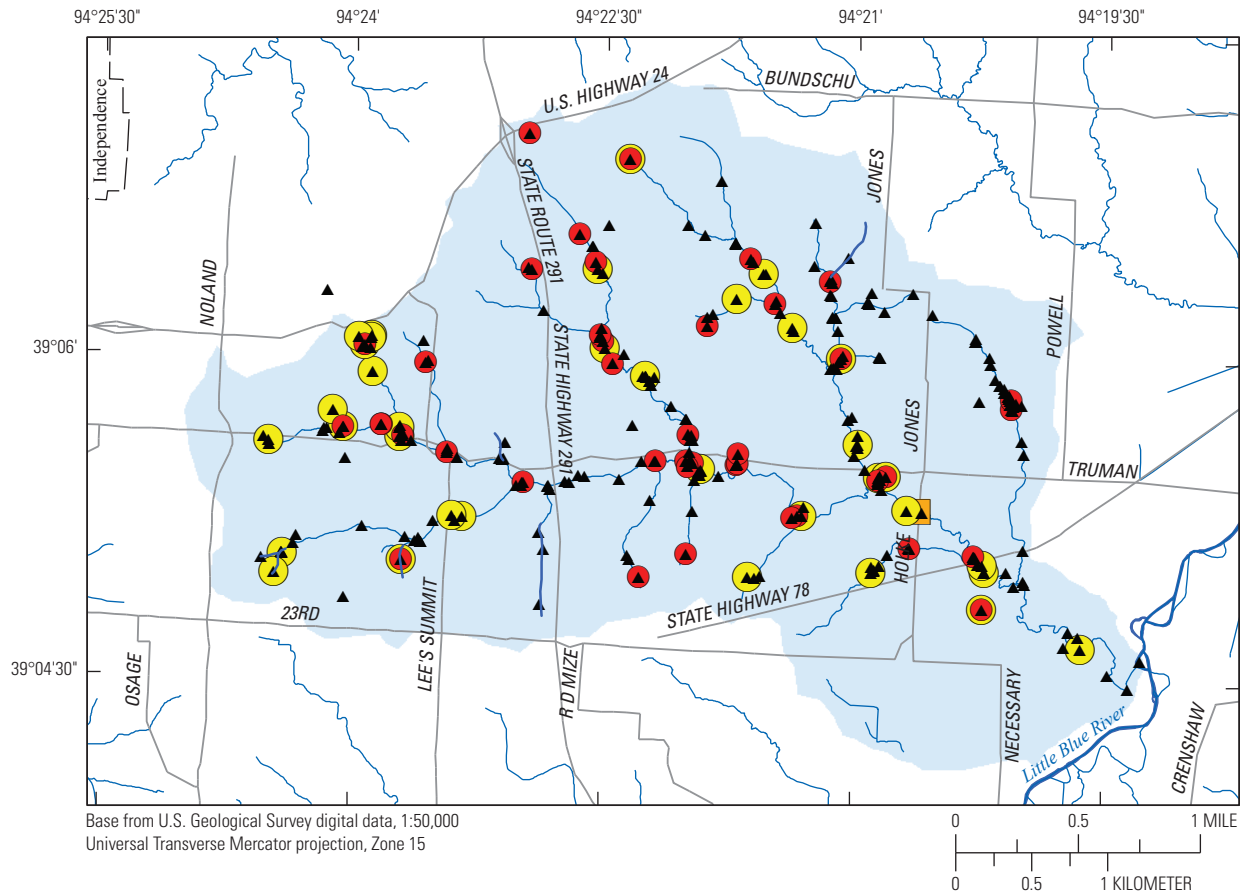 94°25'30"
94°24'
94°22'30"
94°21'
94°19'30"
U.S. HIGHWAY 24
BUNDSCHU
Independence
STATE ROUTE 291
JONES
NOLAND
POWELL
39°06'
STATE HIGHWAY 291
JONES
TRUMAN
HOLE
STATE HIGHWAY 78
23RD
LEE'S SUMMIT
39°04'30"
OSAGE
R D MIZE
NECESSARY
Little Blue River
CRENSHAW
Base from U.S. Geological Survey digital data, 1:50,000
Universal Transverse Mercator projection, Zone 15
0 0.5 1 MILE
0 0.5 1 KILOMETER